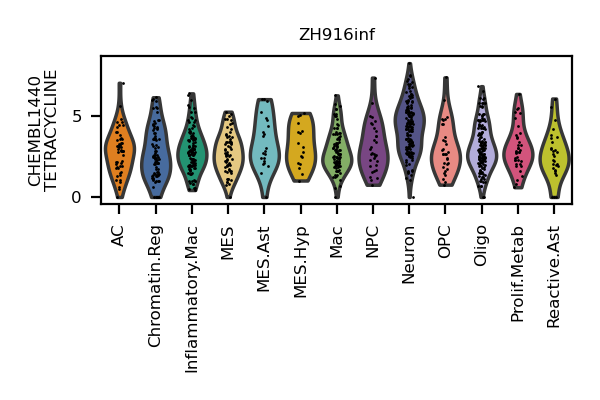 ZH916inf
CHEMBL1440
TETRACYCLINE
5
0
AC
Chromatin.Reg
Inflammatory.Mac
MES
MES.Ast
MES.Hyp
Mac
NPC
Neuron
OPC
Oligo
Prolif.Metab
Reactive.Ast